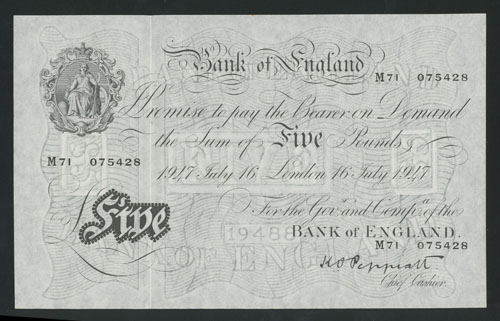 Bank of England
M71 075428
I Promise to pay the Bearer on Demand
the Sum of Five Pounds
M71 075428
1947 July 16 London 16 July 1947
For the Govr. and Compa. of the
BANK of ENGLAND.
£Five
M71 075428
K O Peppiatt
Chief Cashier.